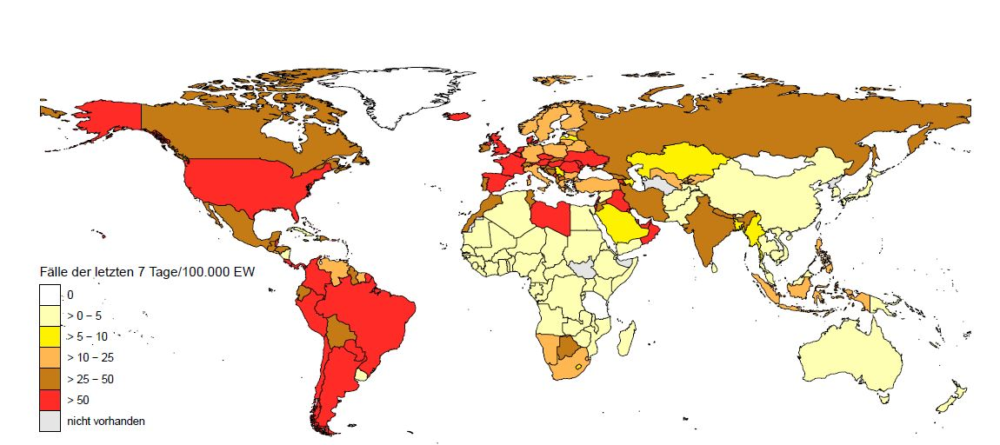 Fälle der letzten 7 Tage/100.000 EW
0
> 0 – 5
> 5 – 10
> 10 – 25
> 25 – 50
> 50
nicht vorhanden